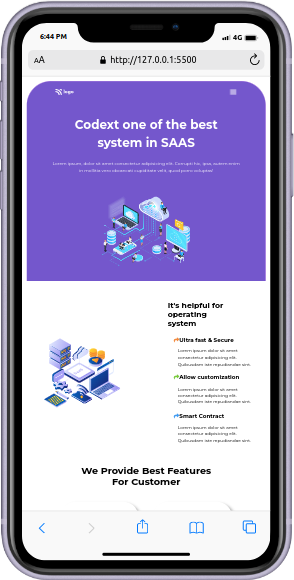 6:44 PM
4G
AA
http://127.0.0.1:5500
logo
Codext one of the best
system in SAAS
Lorem ipsum, dolor sit amet consectetur adipisicing elit. Corrupti hic, ipsa, autem enim
in mollitia vero obcaecati cupiditate velit, quod porro voluptas!
It's helpful for
operating
system
Ultra fast & Secure
Lorem ipsum dolor sit amet
consectetur adipisicing elit.
Quibusdam iste repudiandae sint.
Allow customization
Lorem ipsum dolor sit amet
consectetur adipisicing elit.
Quibusdam iste repudiandae sint.
Smart Contract
Lorem ipsum dolor sit amet
consectetur adipisicing elit.
Quibusdam iste repudiandae sint.
We Provide Best Features
For Customer